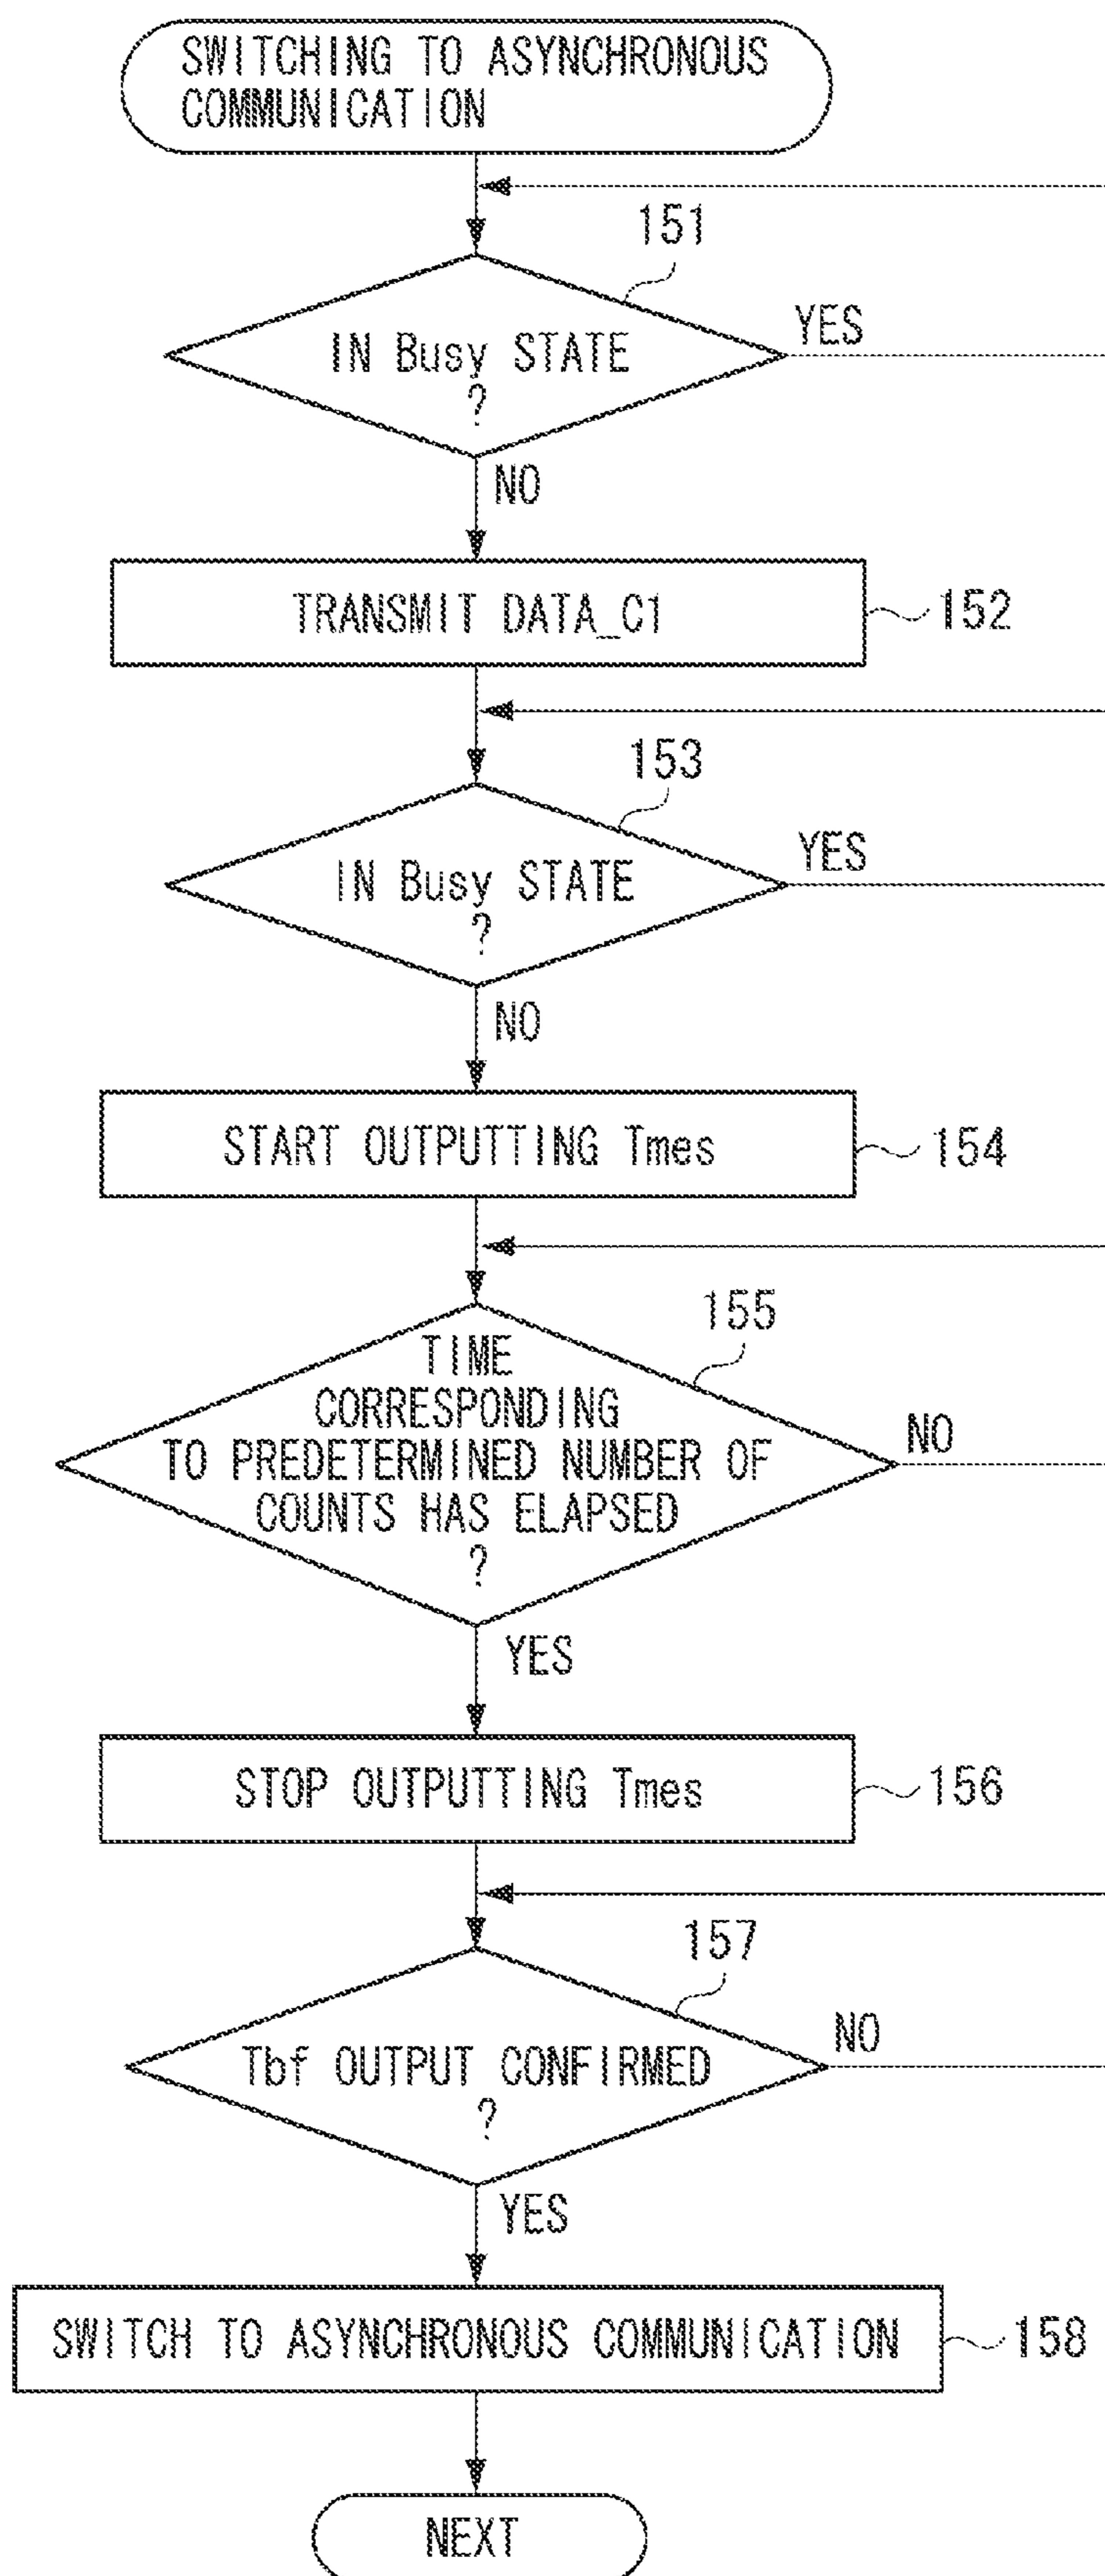 SWITCHING TO ASYNCHRONOUS
COMMUNICATION
151
IN Busy STATE
?
YES
NO
TRANSMIT DATA_C1
152
153
IN Busy STATE
?
YES
NO
START OUTPUTTING Tmes
154
155
TIME
CORRESPONDING
TO PREDETERMINED NUMBER OF
COUNTS HAS ELAPSED
?
NO
YES
STOP OUTPUTTING Tmes
156
157
Tbf OUTPUT CONFIRMED
?
NO
YES
SWITCH TO ASYNCHRONOUS COMMUNICATION
158
NEXT